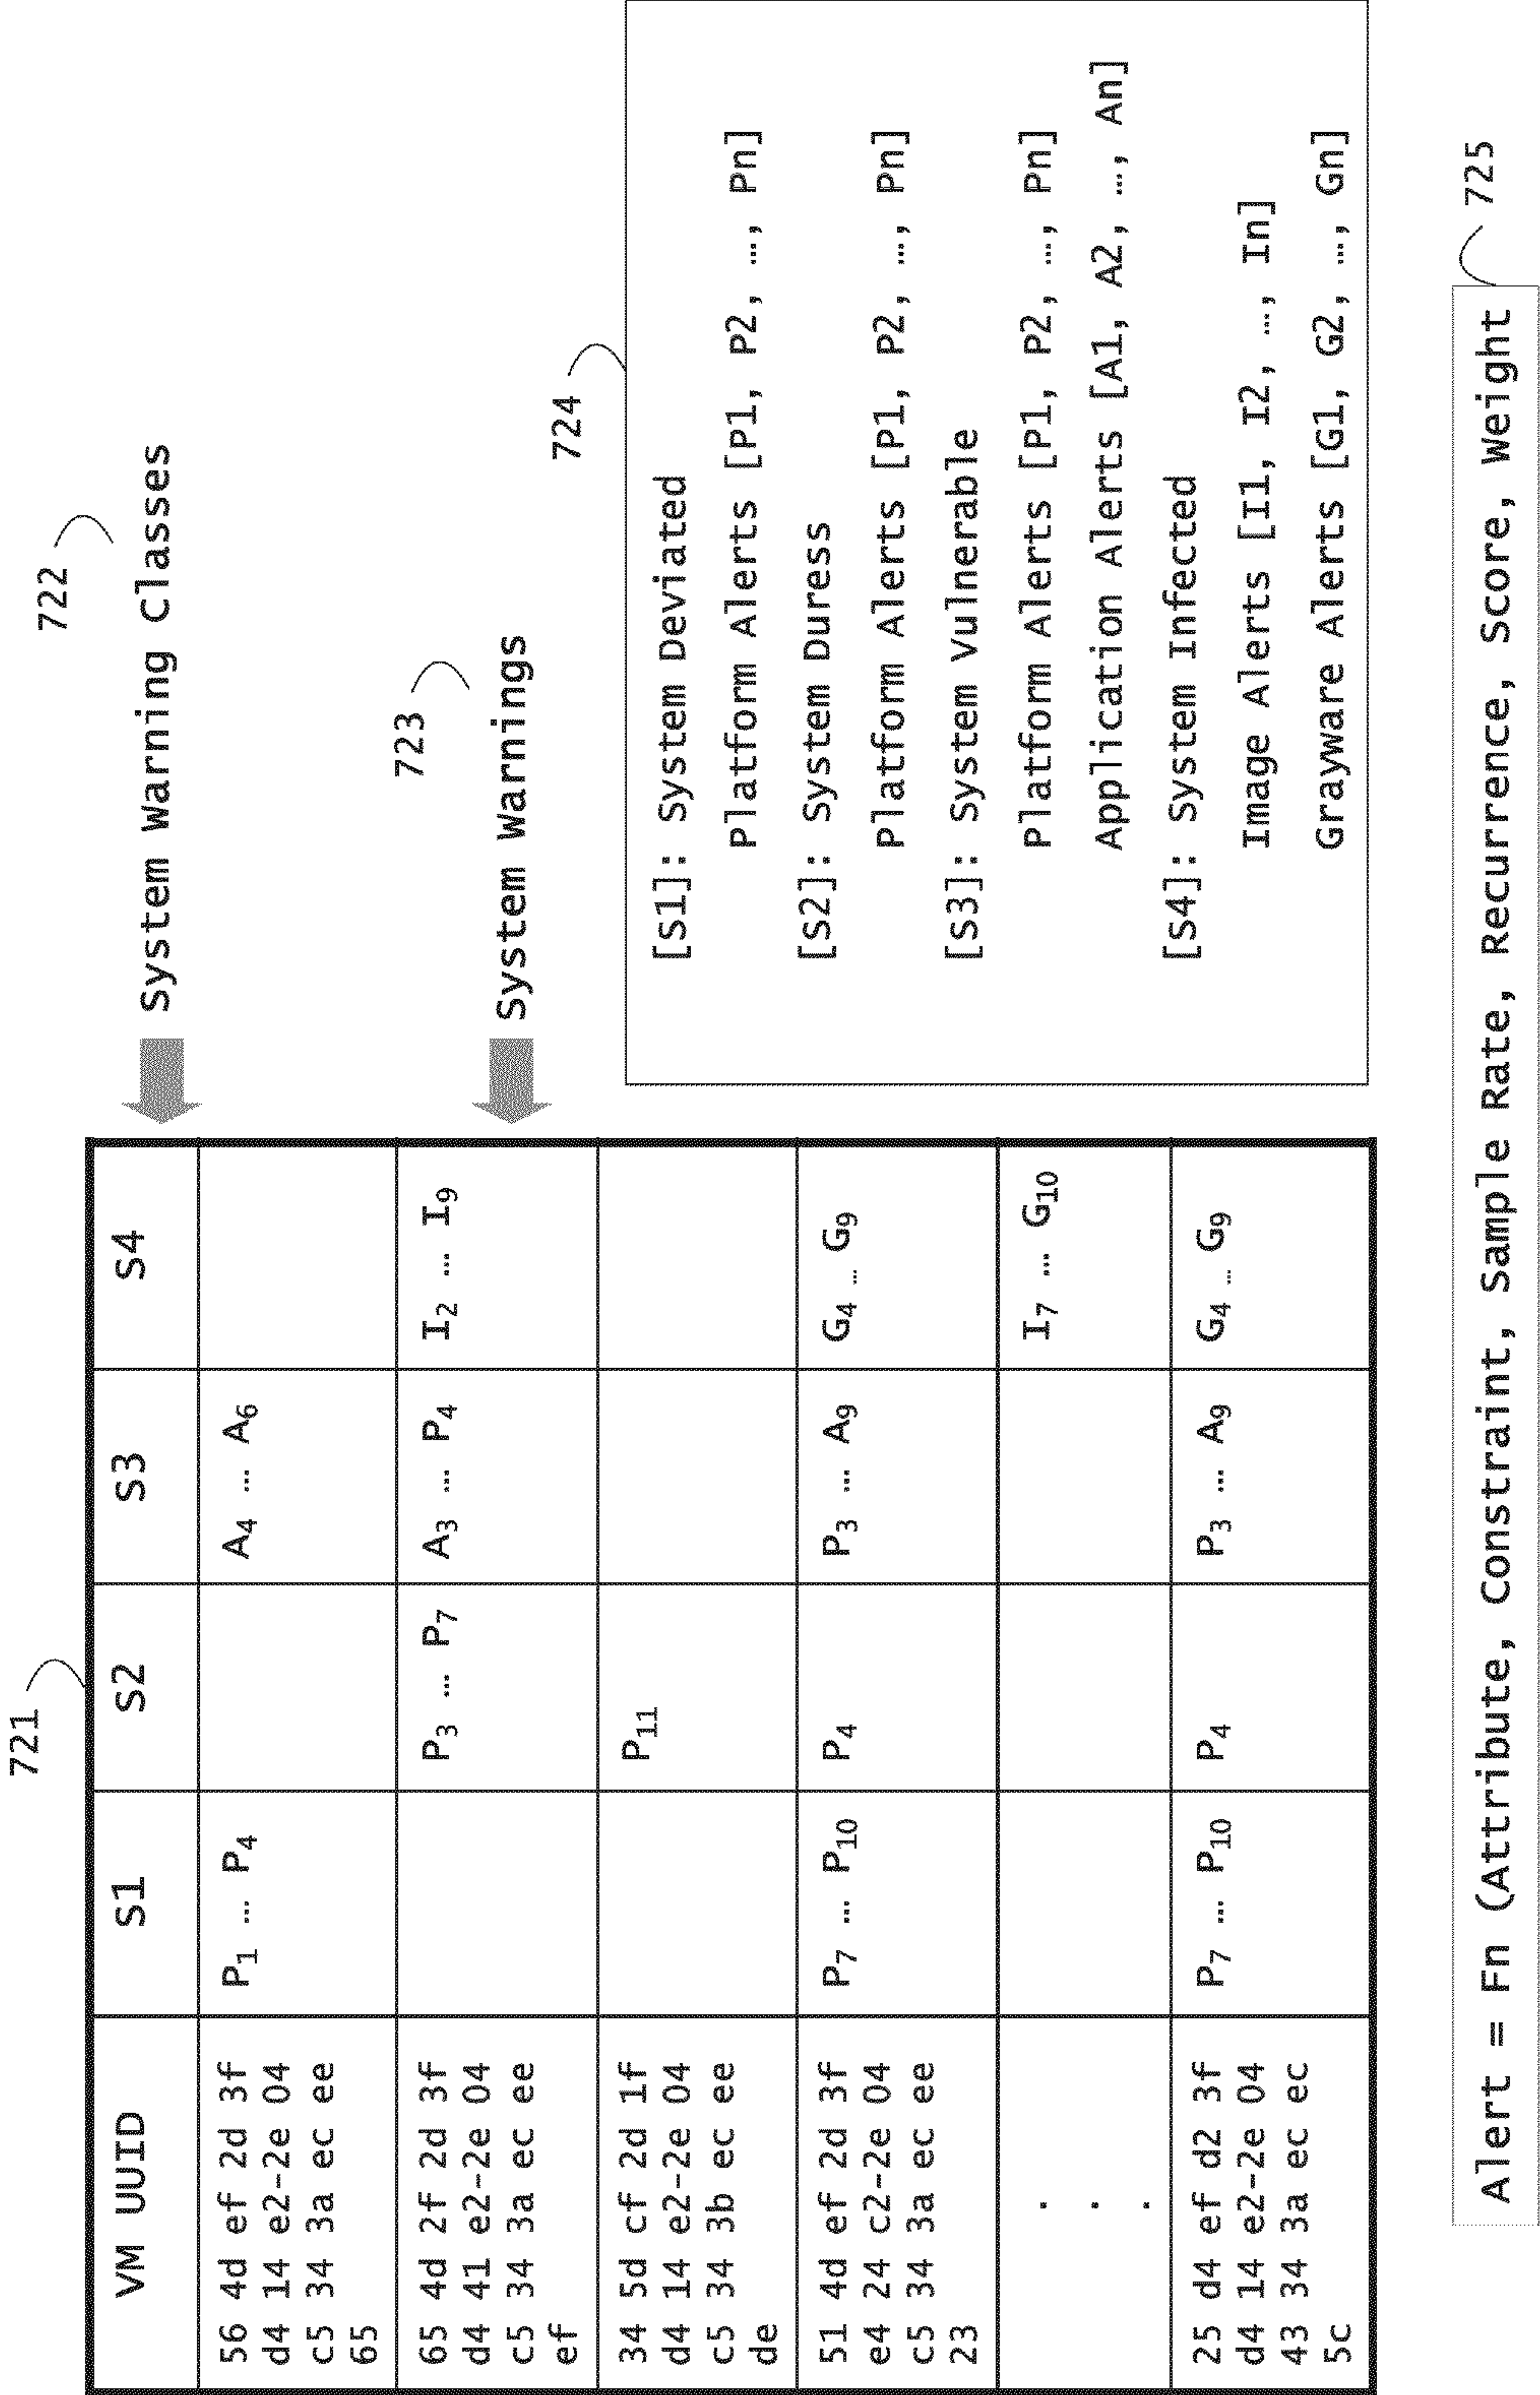 721
VM UUID S1 S2 S3 S4
56 4d ef 2d 3f P1 … P4 A4 … A6
d4 14 e2-2e 04
c5 34 3a ec ee
65
65 4d 2f 2d 3f P3 … P7 A3 … P4 I2 … I9
d4 41 e2-2e 04
c5 34 3a ec ee
ef
34 5d cf 2d 1f P11
d4 14 e2-2e 04
c5 34 3b ec ee
de
51 4d ef 2d 3f P7 … P10 P4 P3 … A9 G4 … G9
e4 24 c2-2e 04
c5 34 3a ec ee
23
. I7 … G10
.
.
25 d4 ef d2 3f P7 … P10 P4 P3 … A9 G4 … G9
d4 14 e2-2e 04
43 34 3a ec ec
5c
722
System Warning Classes
723
System Warnings
724
[S1]: System Deviated
Platform Alerts [P1, P2, …, Pn]
[S2]: System Duress
Platform Alerts [P1, P2, …, Pn]
[S3]: System Vulnerable
Platform Alerts [P1, P2, …, Pn]
Application Alerts [A1, A2, …, An]
[S4]: System Infected
Image Alerts [I1, I2, …, In]
Grayware Alerts [G1, G2, …, Gn]
725
Alert = Fn (Attribute, Constraint, Sample Rate, Recurrence, Score, Weight